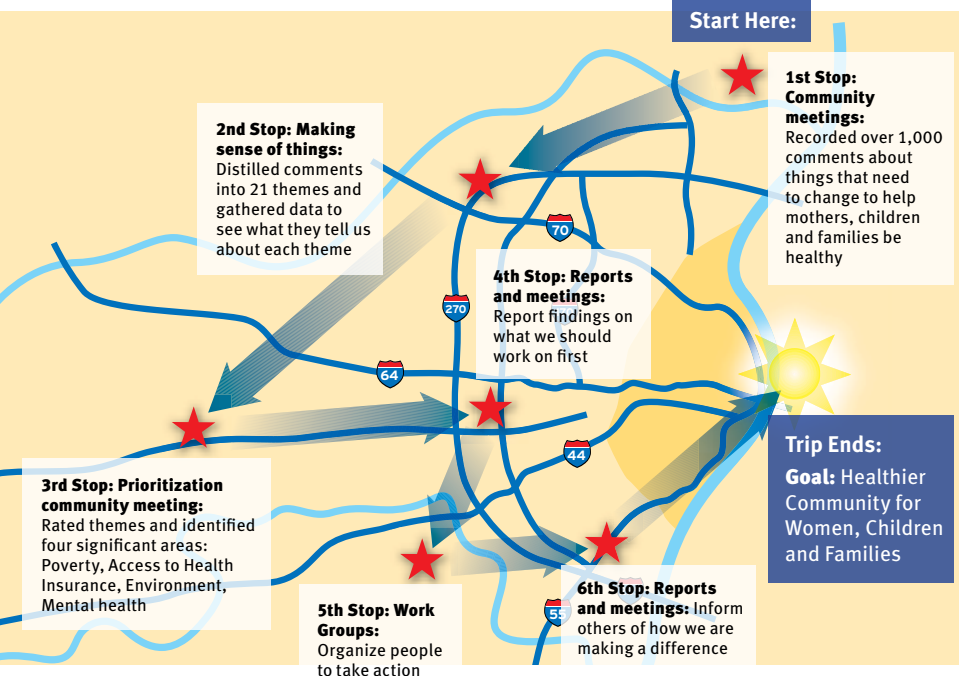 Start Here:
1st Stop:
Community
meetings:
Recorded over 1,000
comments about
things that need
to change to help
mothers, children
and families be
healthy
2nd Stop: Making
sense of things:
Distilled comments
into 21 themes and
gathered data to
see what they tell us
about each theme
70
4th Stop: Reports
and meetings:
Report findings on
what we should
work on first
270
64
44
3rd Stop: Prioritization
community meeting:
Rated themes and identified
four significant areas:
Poverty, Access to Health
Insurance, Environment,
Mental health
5th Stop: Work
Groups:
Organize people
to take action
55
6th Stop: Reports
and meetings: Inform
others of how we are
making a difference
Trip Ends:
Goal: Healthier
Community for
Women, Children
and Families